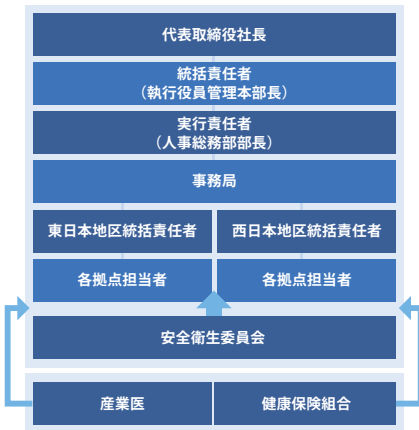 代表取締役社長
統括責任者
（執行役員管理本部長）
実行責任者
（人事総務部部長）
事務局
東日本地区統括責任者
西日本地区統括責任者
各拠点担当者
各拠点担当者
安全衛生委員会
産業医
健康保険組合